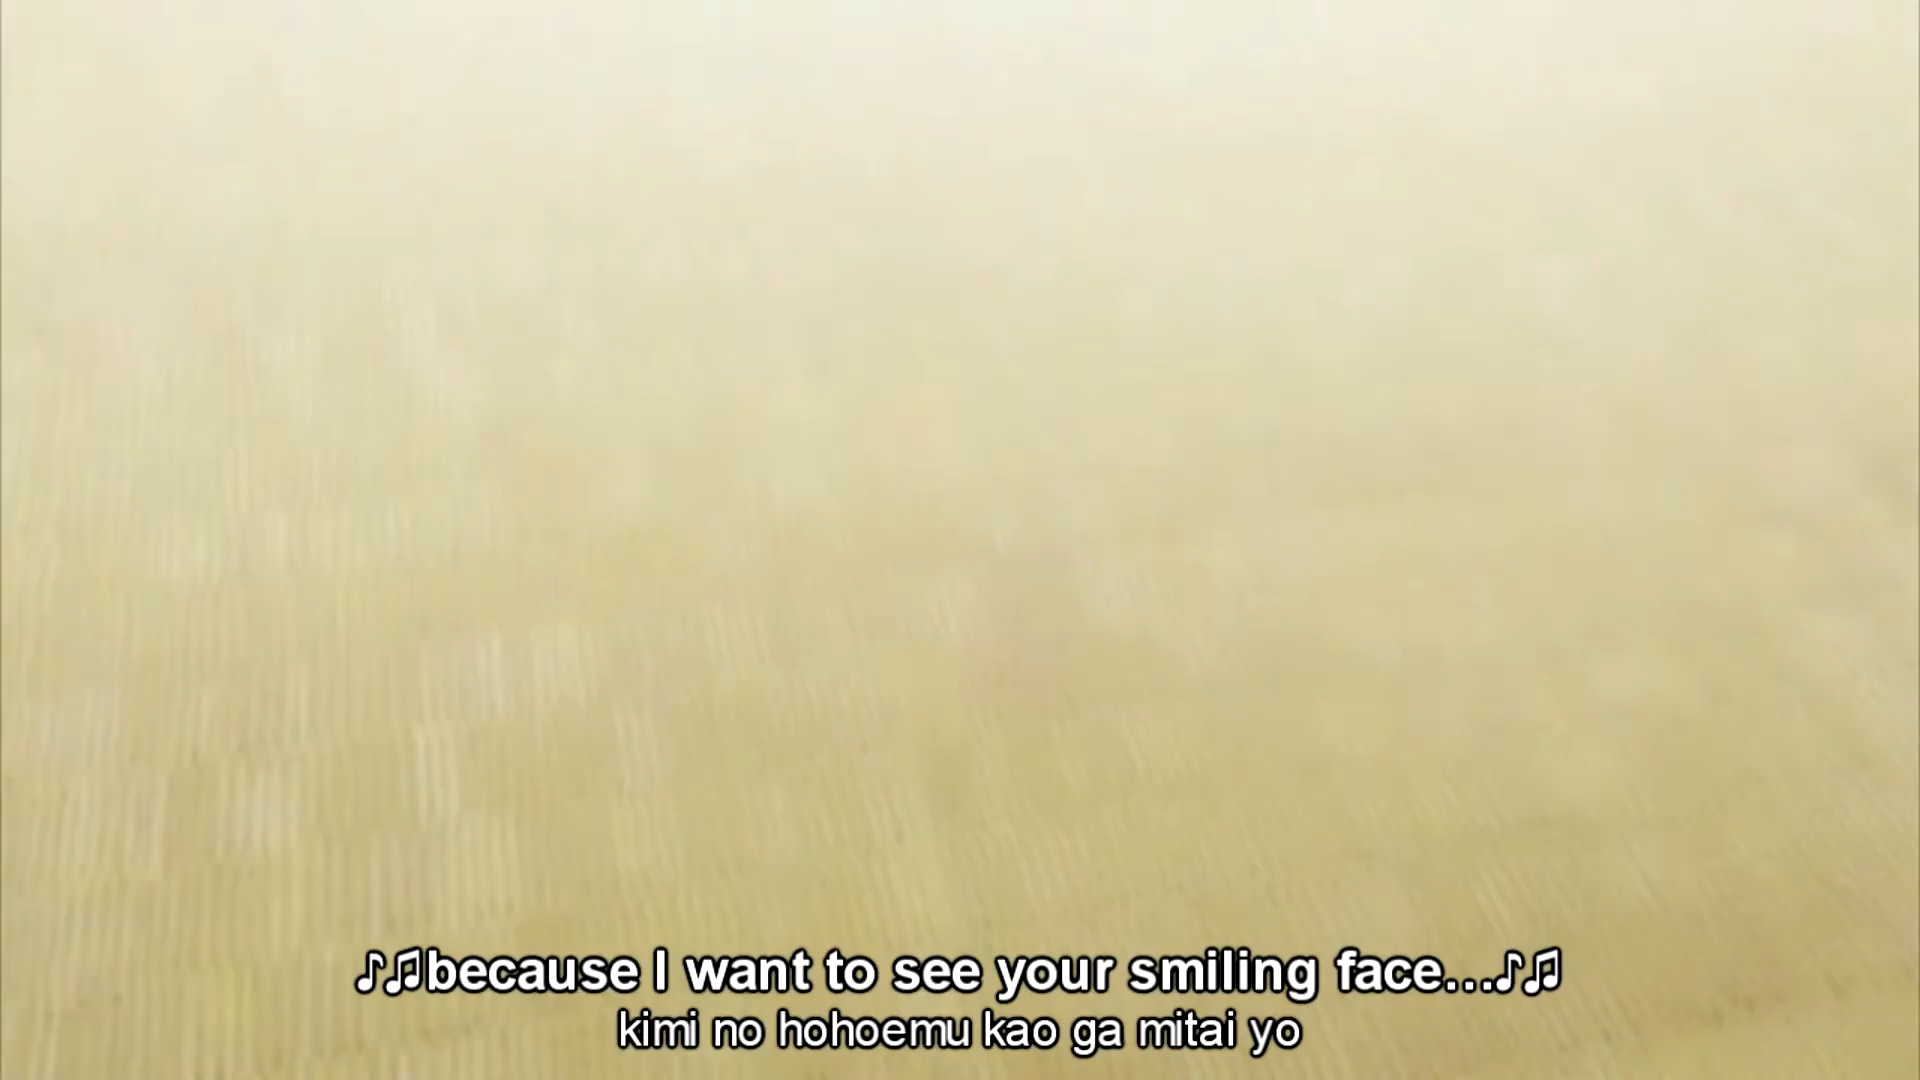 ♪♫because I want to see your smiling face...♪♫
kimi no hohoemu kao ga mitai yo